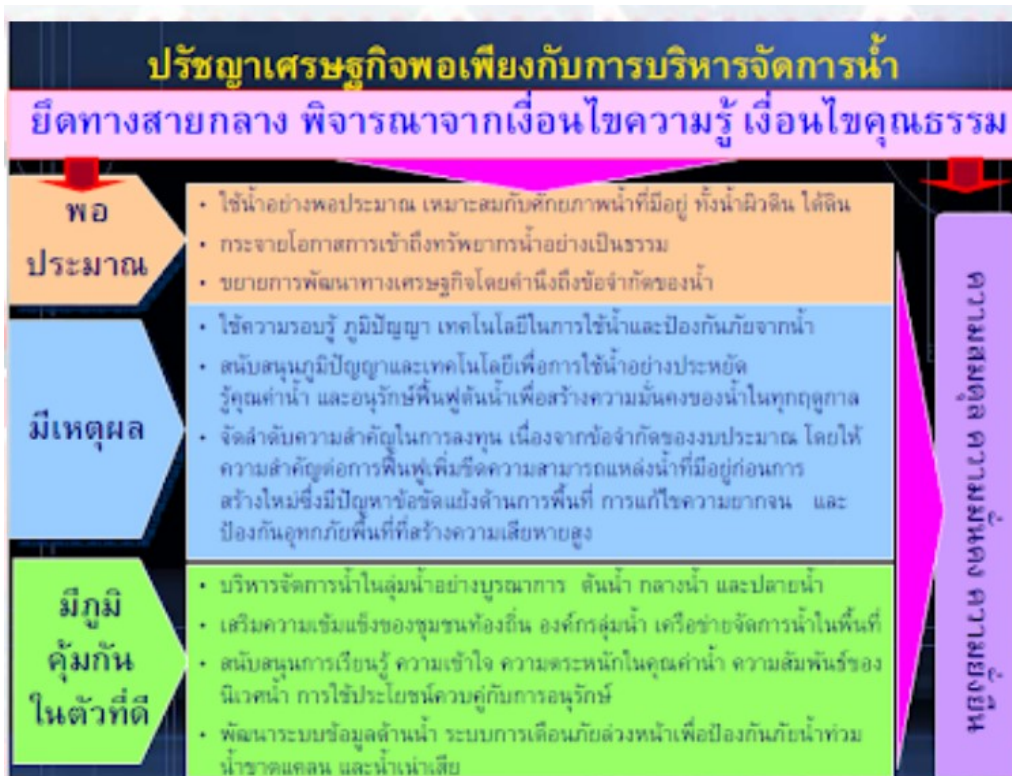 ปรัชญาเศรษฐกิจพอเพียงกับการบริหารจัดการน้ำ
ยึดทางสายกลาง พิจารณาจากเงื่อนไขความรู้ เงื่อนไขคุณธรรม
พอ
ประมาณ
• ใช้น้ำอย่างพอประมาณ เหมาะสมกับศักยภาพน้ำที่มีอยู่ ทั้งน้ำผิวดิน ใต้ดิน
• กระจายโอกาสการเข้าถึงทรัพยากรน้ำอย่างเป็นธรรม
• ขยายการพัฒนาทางเศรษฐกิจโดยคำนึงถึงข้อจำกัดของน้ำ
มีเหตุผล
• ใช้ความรอบรู้ ภูมิปัญญา เทคโนโลยีในการใช้น้ำและป้องกันภัยจากน้ำ
• สนับสนุนภูมิปัญญาและเทคโนโลยีเพื่อการใช้น้ำอย่างประหยัด
รู้คุณค่าน้ำ และอนุรักษ์ฟื้นฟูต้นน้ำเพื่อสร้างความมั่นคงของน้ำในทุกฤดูกาล
• จัดลำดับความสำคัญในการลงทุน เนื่องจากข้อจำกัดของงบประมาณ โดยให้
ความสำคัญต่อการฟื้นฟูเพิ่มขีดความสามารถแหล่งน้ำที่มีอยู่ก่อนการ
สร้างใหม่ซึ่งมีปัญหาข้อขัดแย้งด้านการพื้นที่ การแก้ไขความยากจน และ
ป้องกันอุทกภัยพื้นที่ที่สร้างความเสียหายสูง
มีภูมิ
คุ้มกัน
ในตัวที่ดี
• บริหารจัดการน้ำในลุ่มน้ำอย่างบูรณาการ ต้นน้ำ กลางน้ำ และปลายน้ำ
• เสริมความเข้มแข็งของชุมชนท้องถิ่น องค์กรลุ่มน้ำ เครือข่ายจัดการน้ำในพื้นที่
• สนับสนุนการเรียนรู้ ความเข้าใจ ความตระหนักในคุณค่าน้ำ ความสัมพันธ์ของ
นิเวศน้ำ การใช้ประโยชน์ควบคู่กับการอนุรักษ์
• พัฒนาระบบข้อมูลด้านน้ำ ระบบการเตือนภัยล่วงหน้าเพื่อป้องกันภัยน้ำท่วม
น้ำขาดแคลน และน้ำเน่าเสีย
ความสมดุล ความมั่นคง ความยั่งยืน